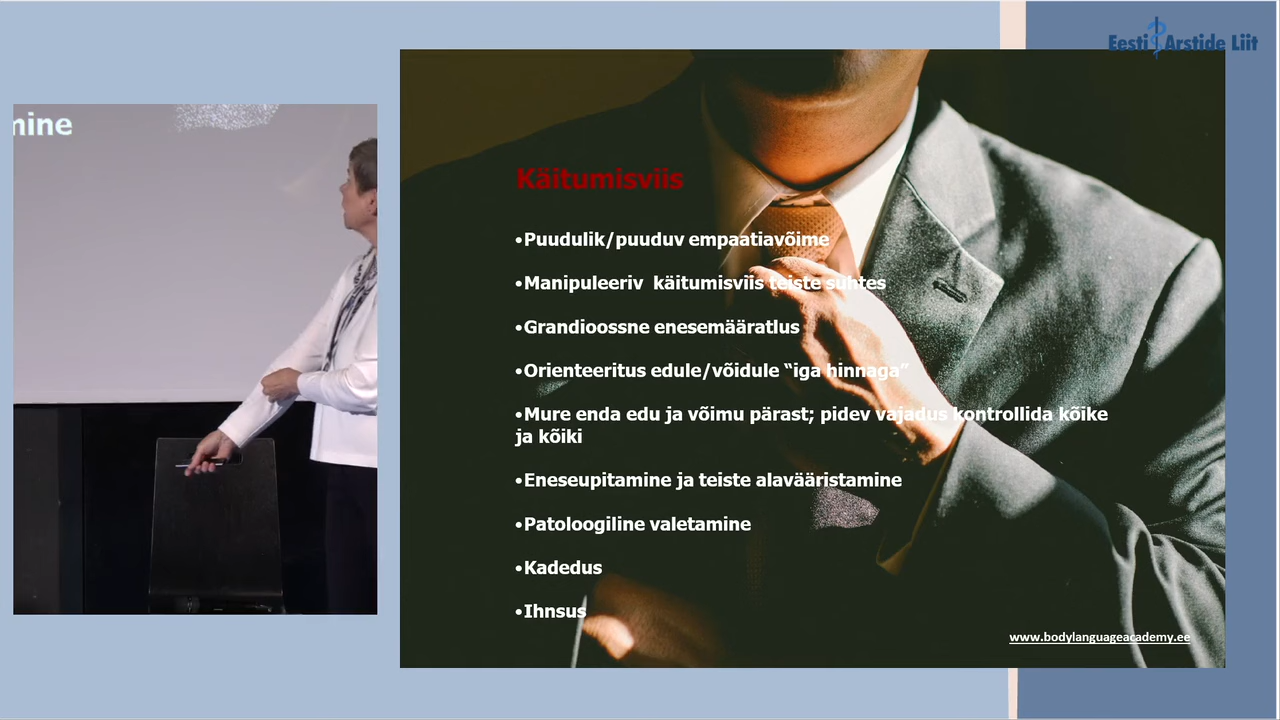 Eesti Arstide Liit
mine
Käitumisviis
•Puudulik/puuduv empaatiavõime
•Manipuleeriv käitumisviis teiste suhtes
•Grandioossne enesemääratlus
•Orienteeritus edule/võidule “iga hinnaga”
•Mure enda edu ja võimu pärast; pidev vajadus kontrollida kõike
ja kõiki
•Eneseupitamine ja teiste alavääristamine
•Patoloogiline valetamine
•Kadedus
•Ihnsus
www.bodylanguageacademy.ee